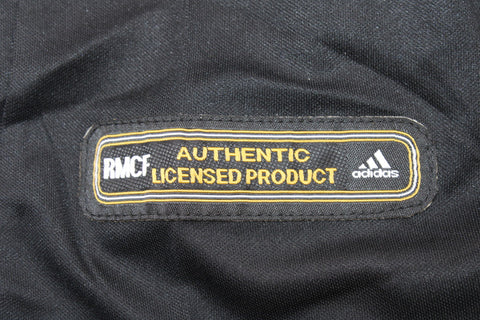 RMCF
AUTHENTIC
LICENSED PRODUCT
adidas